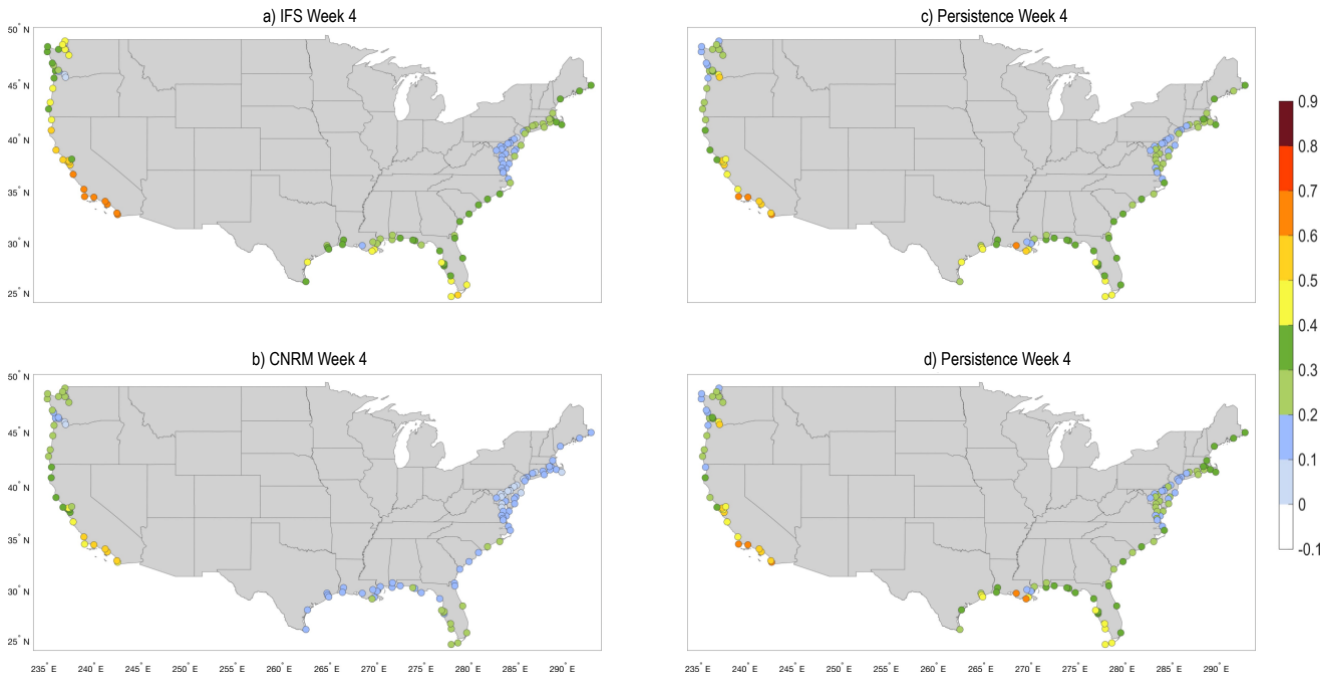 a) IFS Week 4
c) Persistence Week 4
50° N
45° N
40° N
35° N
30° N
25° N
50° N
45° N
40° N
35° N
30° N
25° N
b) CNRM Week 4
d) Persistence Week 4
235° E 240° E 245° E 250° E 255° E 260° E 265° E 270° E 275° E 280° E 285° E 290° E
235° E 240° E 245° E 250° E 255° E 260° E 265° E 270° E 275° E 280° E 285° E 290° E
0.9
0.8
0.7
0.6
0.5
0.4
0.3
0.2
0.1
0
-0.1